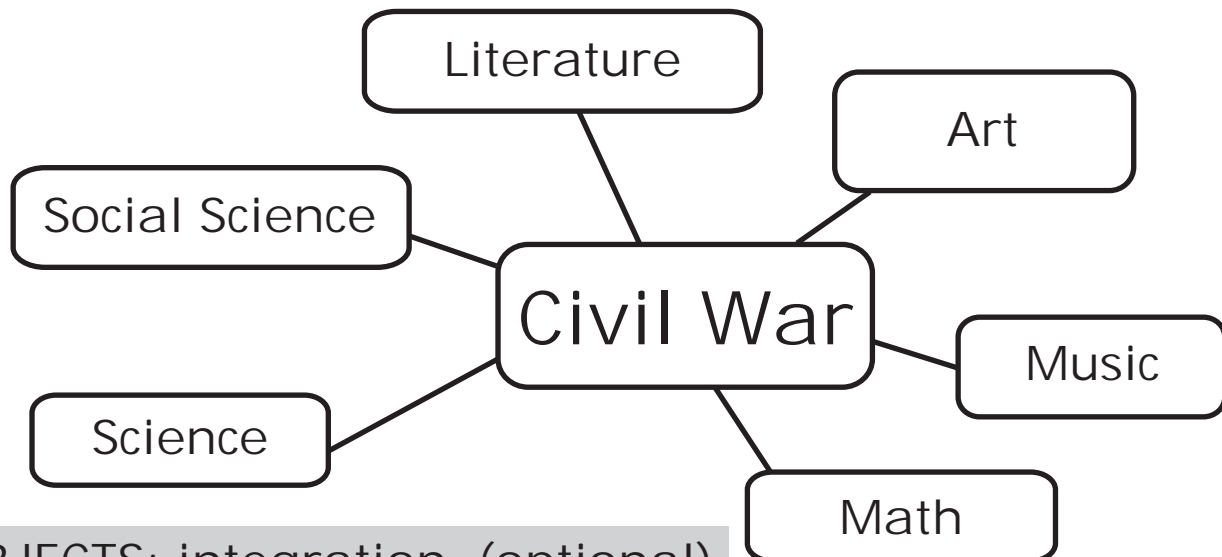 Literature
Art
Social Science
Civil War
Music
Science
Math
integration (optional)